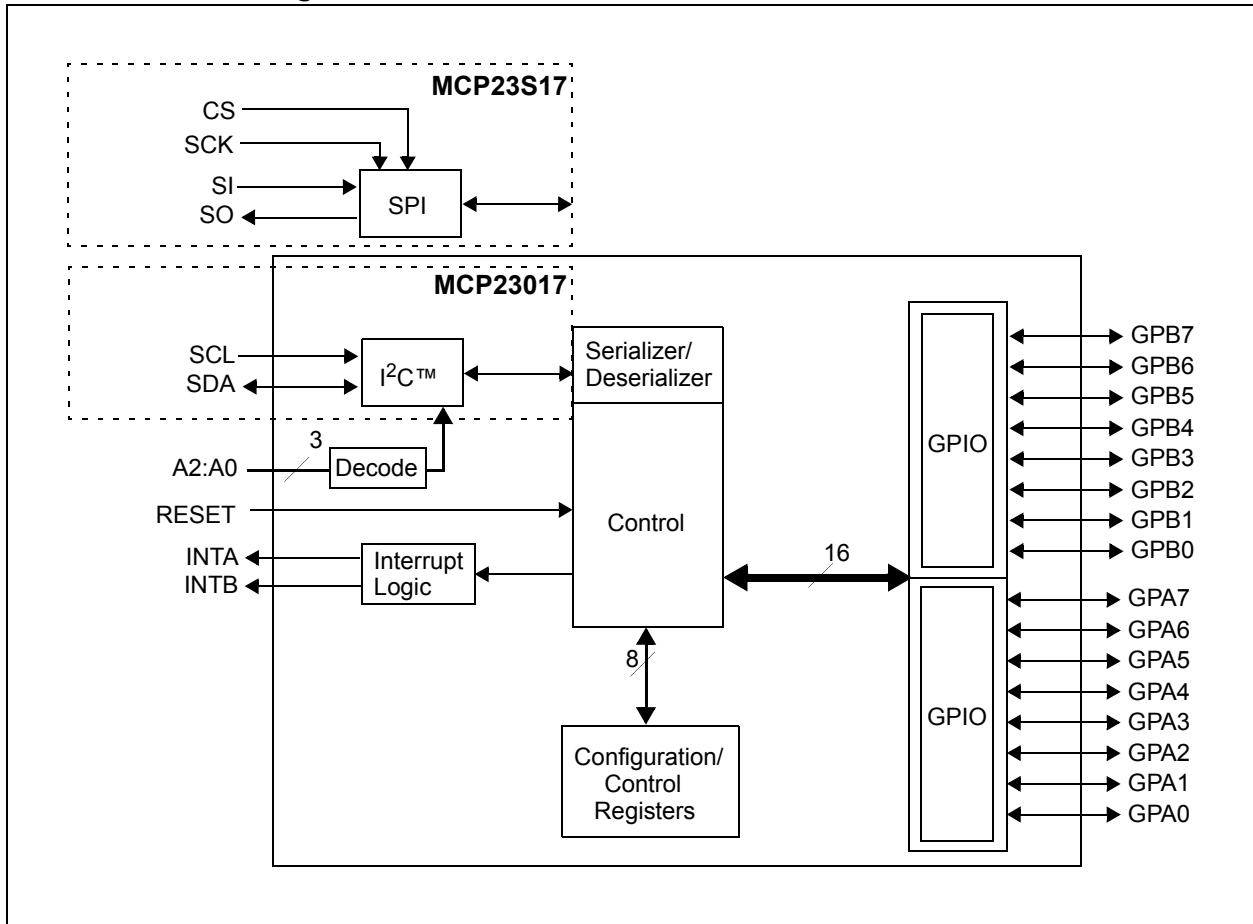 MCP23S17
CS
SCK
SI
SO
SPI
MCP23017
SCL
SDA
I²C™
Serializer/
Deserializer
3
A2:A0
Decode
RESET
Control
INTA
INTB
Interrupt
Logic
16
8
Configuration/
Control
Registers
GPIO
GPB7
GPB6
GPB5
GPB4
GPB3
GPB2
GPB1
GPB0
GPIO
GPA7
GPA6
GPA5
GPA4
GPA3
GPA2
GPA1
GPA0